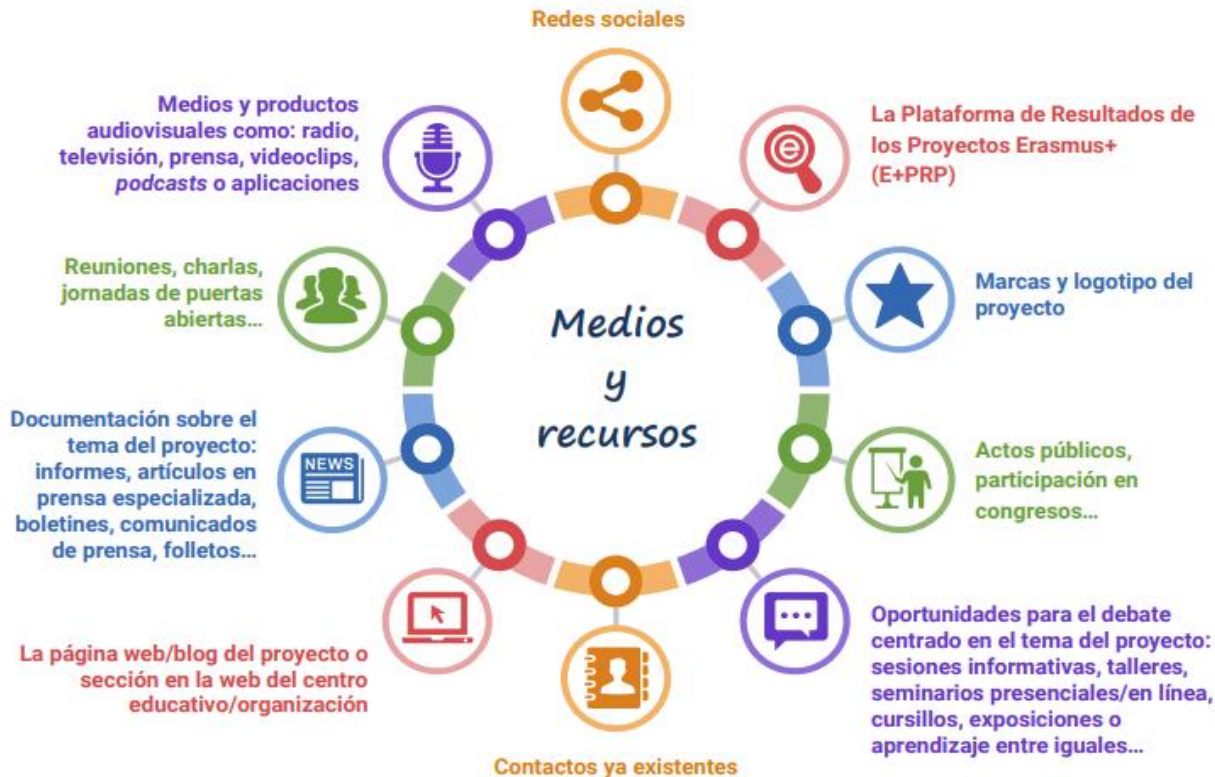 Redes sociales
La Plataforma de Resultados de
los Proyectos Erasmus+
(E+PRP)
Marcas y logotipo del
proyecto
Actos públicos,
participación en
congresos…
Oportunidades para el debate
centrado en el tema del proyecto:
sesiones informativas, talleres,
seminarios presenciales/en línea,
cursillos, exposiciones o
aprendizaje entre iguales…
Contactos ya existentes
La página web/blog del proyecto o
sección en la web del centro
educativo/organización
Documentación sobre el
tema del proyecto:
informes, artículos en
prensa especializada,
boletines, comunicados
de prensa, folletos…
NEWS
Reuniones, charlas,
jornadas de puertas
abiertas…
Medios y productos
audiovisuales como: radio,
televisión, prensa, videoclips,
podcasts o aplicaciones
Medios
y
recursos
e